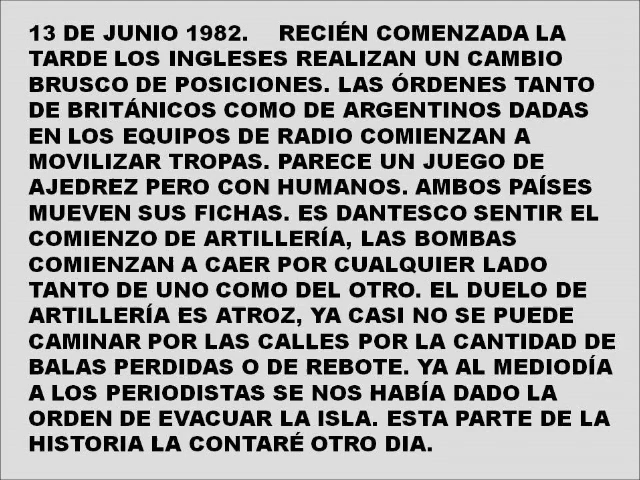 13 DE JUNIO 1982.    RECIÉN COMENZADA LA
TARDE LOS INGLESES REALIZAN UN CAMBIO
BRUSCO DE POSICIONES. LAS ÓRDENES TANTO
DE BRITÁNICOS COMO DE ARGENTINOS DADAS
EN LOS EQUIPOS DE RADIO COMIENZAN A
MOVILIZAR TROPAS. PARECE UN JUEGO DE
AJEDREZ PERO CON HUMANOS. AMBOS PAÍSES
MUEVEN SUS FICHAS. ES DANTESCO SENTIR EL
COMIENZO DE ARTILLERÍA, LAS BOMBAS
COMIENZAN A CAER POR CUALQUIER LADO
TANTO DE UNO COMO DEL OTRO. EL DUELO DE
ARTILLERÍA ES ATROZ, YA CASI NO SE PUEDE
CAMINAR POR LAS CALLES POR LA CANTIDAD DE
BALAS PERDIDAS O DE REBOTE. YA AL MEDIODÍA
A LOS PERIODISTAS SE NOS HABÍA DADO LA
ORDEN DE EVACUAR LA ISLA. ESTA PARTE DE LA
HISTORIA LA CONTARÉ OTRO DIA.